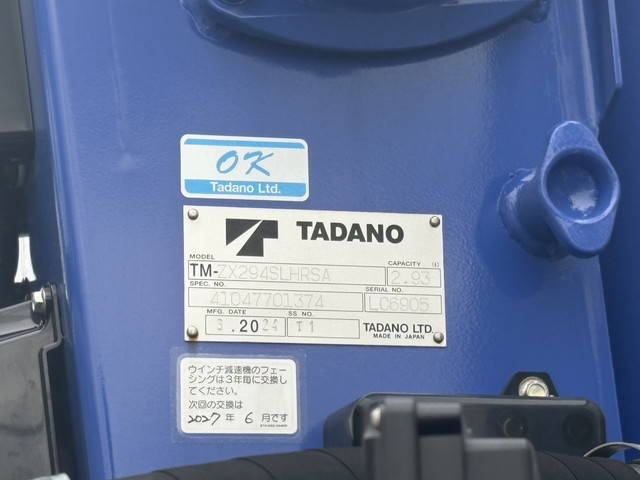 OK
Tadano Ltd.
TADANO
MODEL CAPACITY (t)
TM-ZX294SLHRSA 2.93
SPEC. NO. SERIAL NO.
41047701374 LC6905
MFG. DATE SS NO.
3.2024 T1 TADANO LTD.
MADE IN JAPAN
ウインチ減速機のフェー
シングは3年毎に交換し
てください。
次回の交換は
2027年 6月です